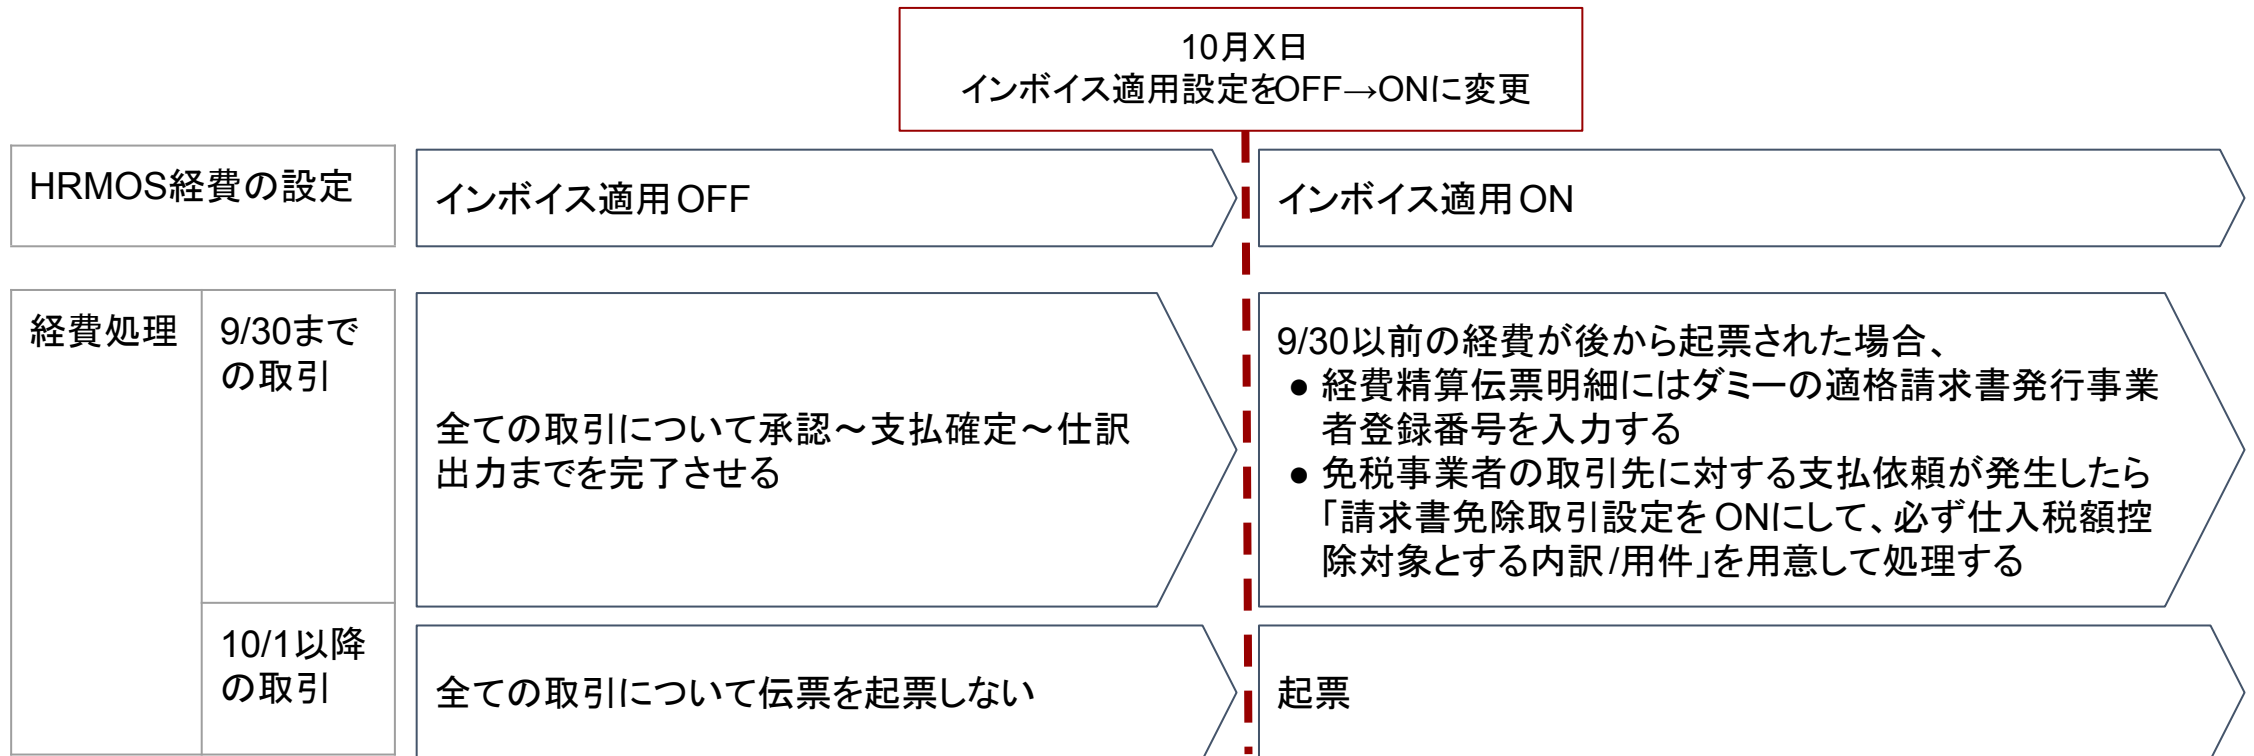 10月X日
インボイス適用設定をOFF→ONに変更
HRMOS経費の設定
インボイス適用OFF
インボイス適用ON
経費処理
9/30まで
の取引
全ての取引について承認～支払確定～仕訳
出力までを完了させる
9/30以前の経費が後から起票された場合、
● 経費精算伝票明細にはダミーの適格請求書発行事業
者登録番号を入力する
● 免税事業者の取引先に対する支払依頼が発生したら
「請求書免除取引設定をONにして、必ず仕入税額控
除対象とする内訳/用件」を用意して処理する
10/1以降
の取引
全ての取引について伝票を起票しない
起票